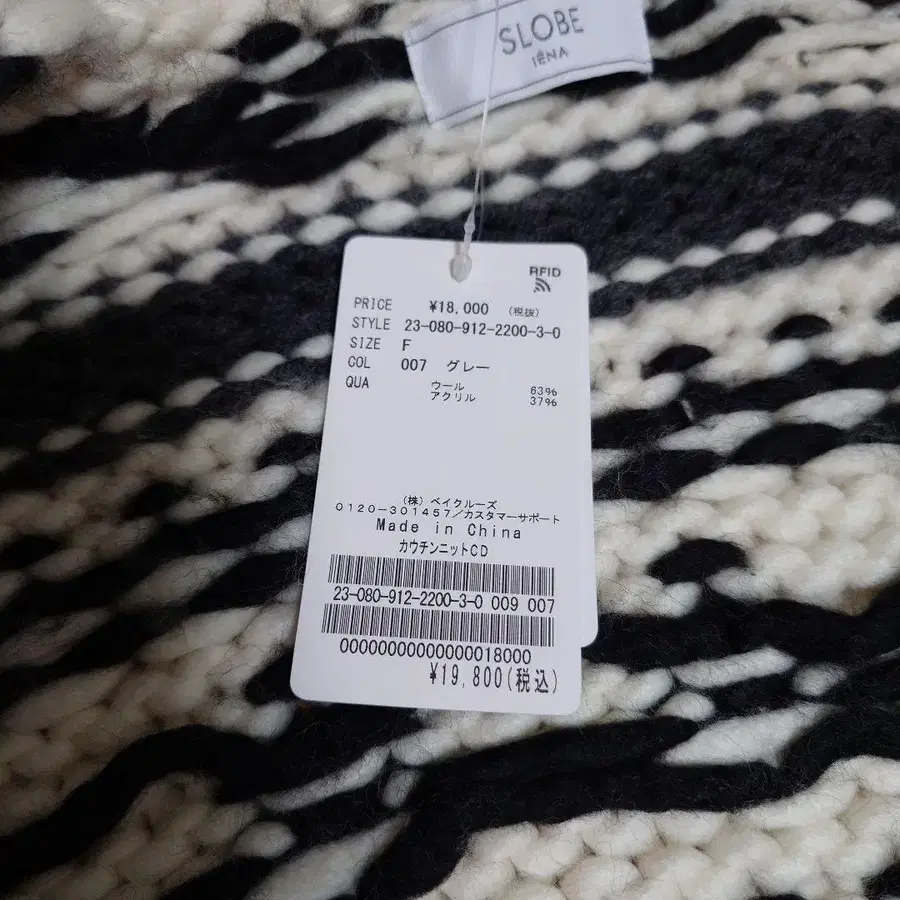 SLOBE
IÉNA
RFID
PRICE ¥18,000 (税抜)
STYLE 23-080-912-2200-3-0
SIZE F
COL 007 グレー
QUA ウール 63%
アクリル 37%
(株) ベイクルーズ
0120-301457/カスタマーサポート
Made in China
カウチンニットCD
23-080-912-2200-3-0 009 007
00000000000000018000
¥19,800(税込)